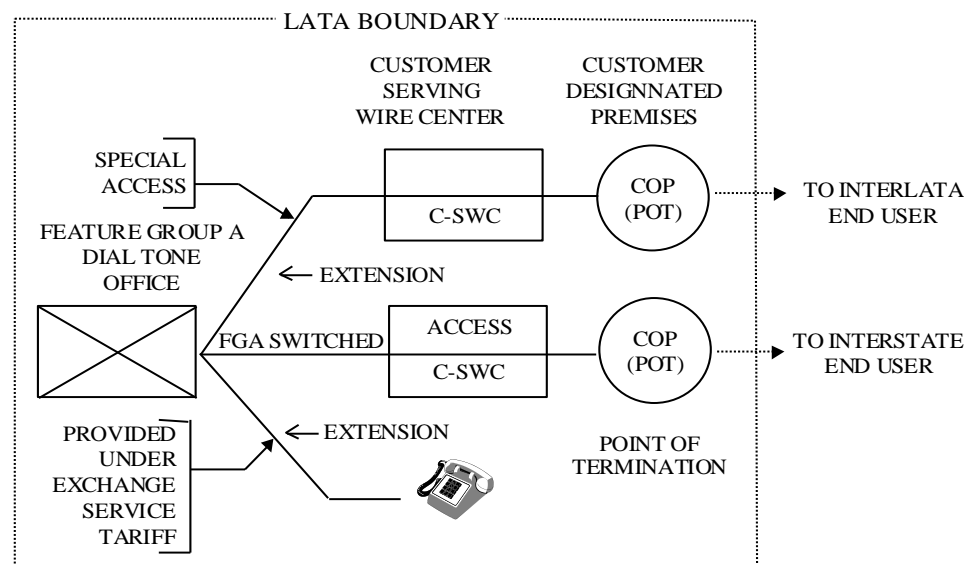 LATA BOUNDARY
CUSTOMER
SERVING
WIRE CENTER
CUSTOMER
DESIGNNATED
PREMISES
SPECIAL
ACCESS
COP
(POT)
C-SWC
TO INTERLATA
END USER
FEATURE GROUP A
DIAL TONE
OFFICE
EXTENSION
FGA SWITCHED
ACCESS
C-SWC
COP
(POT)
TO INTERSTATE
END USER
PROVIDED
UNDER
EXCHANGE
SERVICE
TARIFF
EXTENSION
POINT OF
TERMINATION